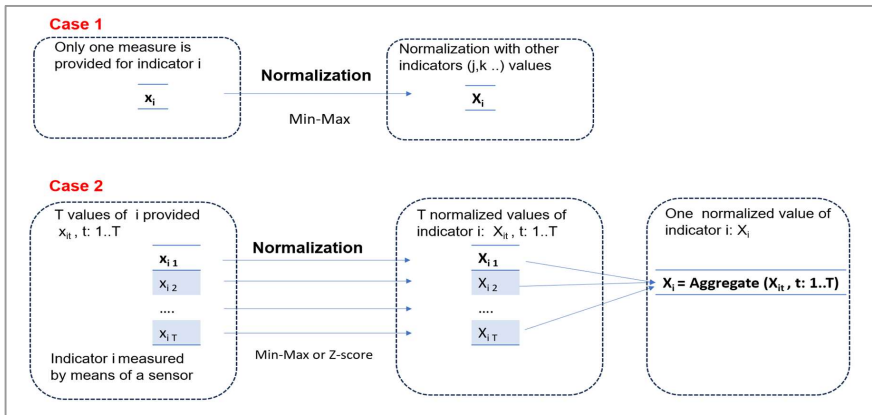 Case 1
Only one measure is
provided for indicator i
xi
Normalization
Min-Max
Normalization with other
indicators (j,k ..) values
Xi
Case 2
T values of i provided
xit , t: 1..T
xi 1
xi 2
....
xi T
Indicator i measured
by means of a sensor
Normalization
Min-Max or Z-score
T normalized values of
indicator i: Xit , t: 1..T
Xi 1
Xi 2
....
Xi T
One normalized value of
indicator i: Xi
Xi = Aggregate (Xit , t: 1..T)